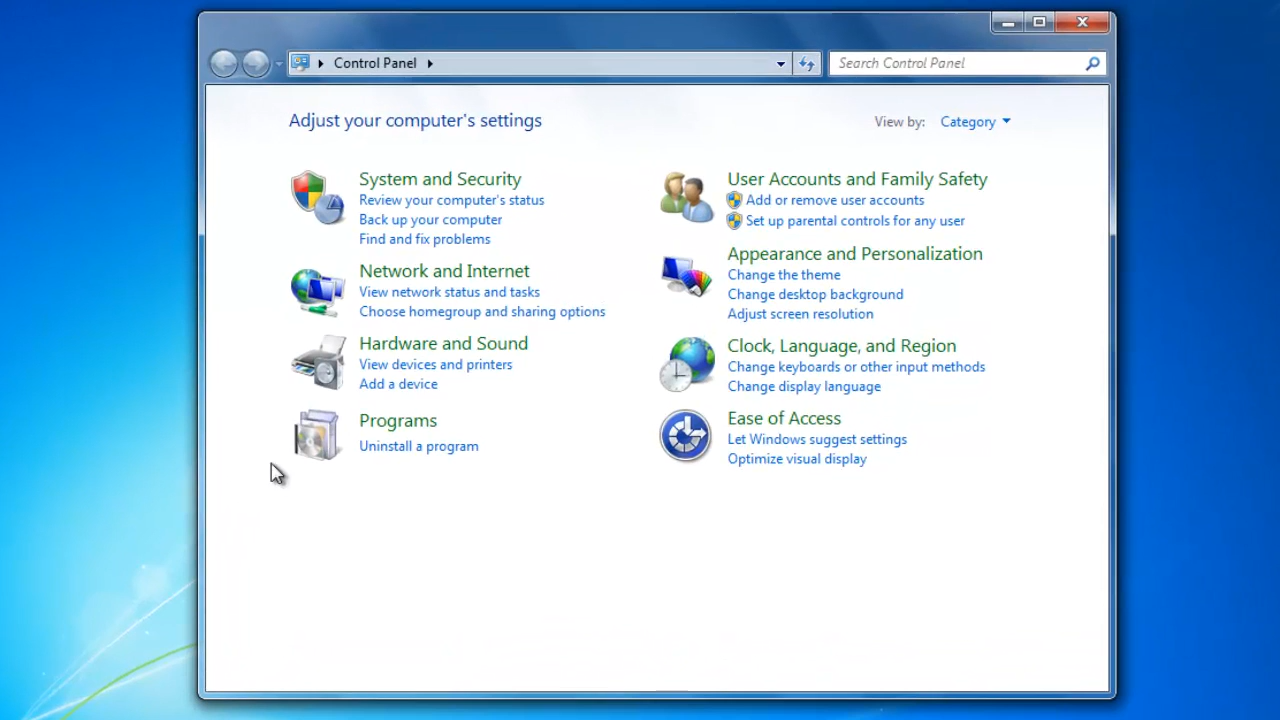 Control Panel
Search Control Panel
Adjust your computer's settings
View by: Category
System and Security
Review your computer's status
Back up your computer
Find and fix problems
Network and Internet
View network status and tasks
Choose homegroup and sharing options
Hardware and Sound
View devices and printers
Add a device
Programs
Uninstall a program
User Accounts and Family Safety
Add or remove user accounts
Set up parental controls for any user
Appearance and Personalization
Change the theme
Change desktop background
Adjust screen resolution
Clock, Language, and Region
Change keyboards or other input methods
Change display language
Ease of Access
Let Windows suggest settings
Optimize visual display